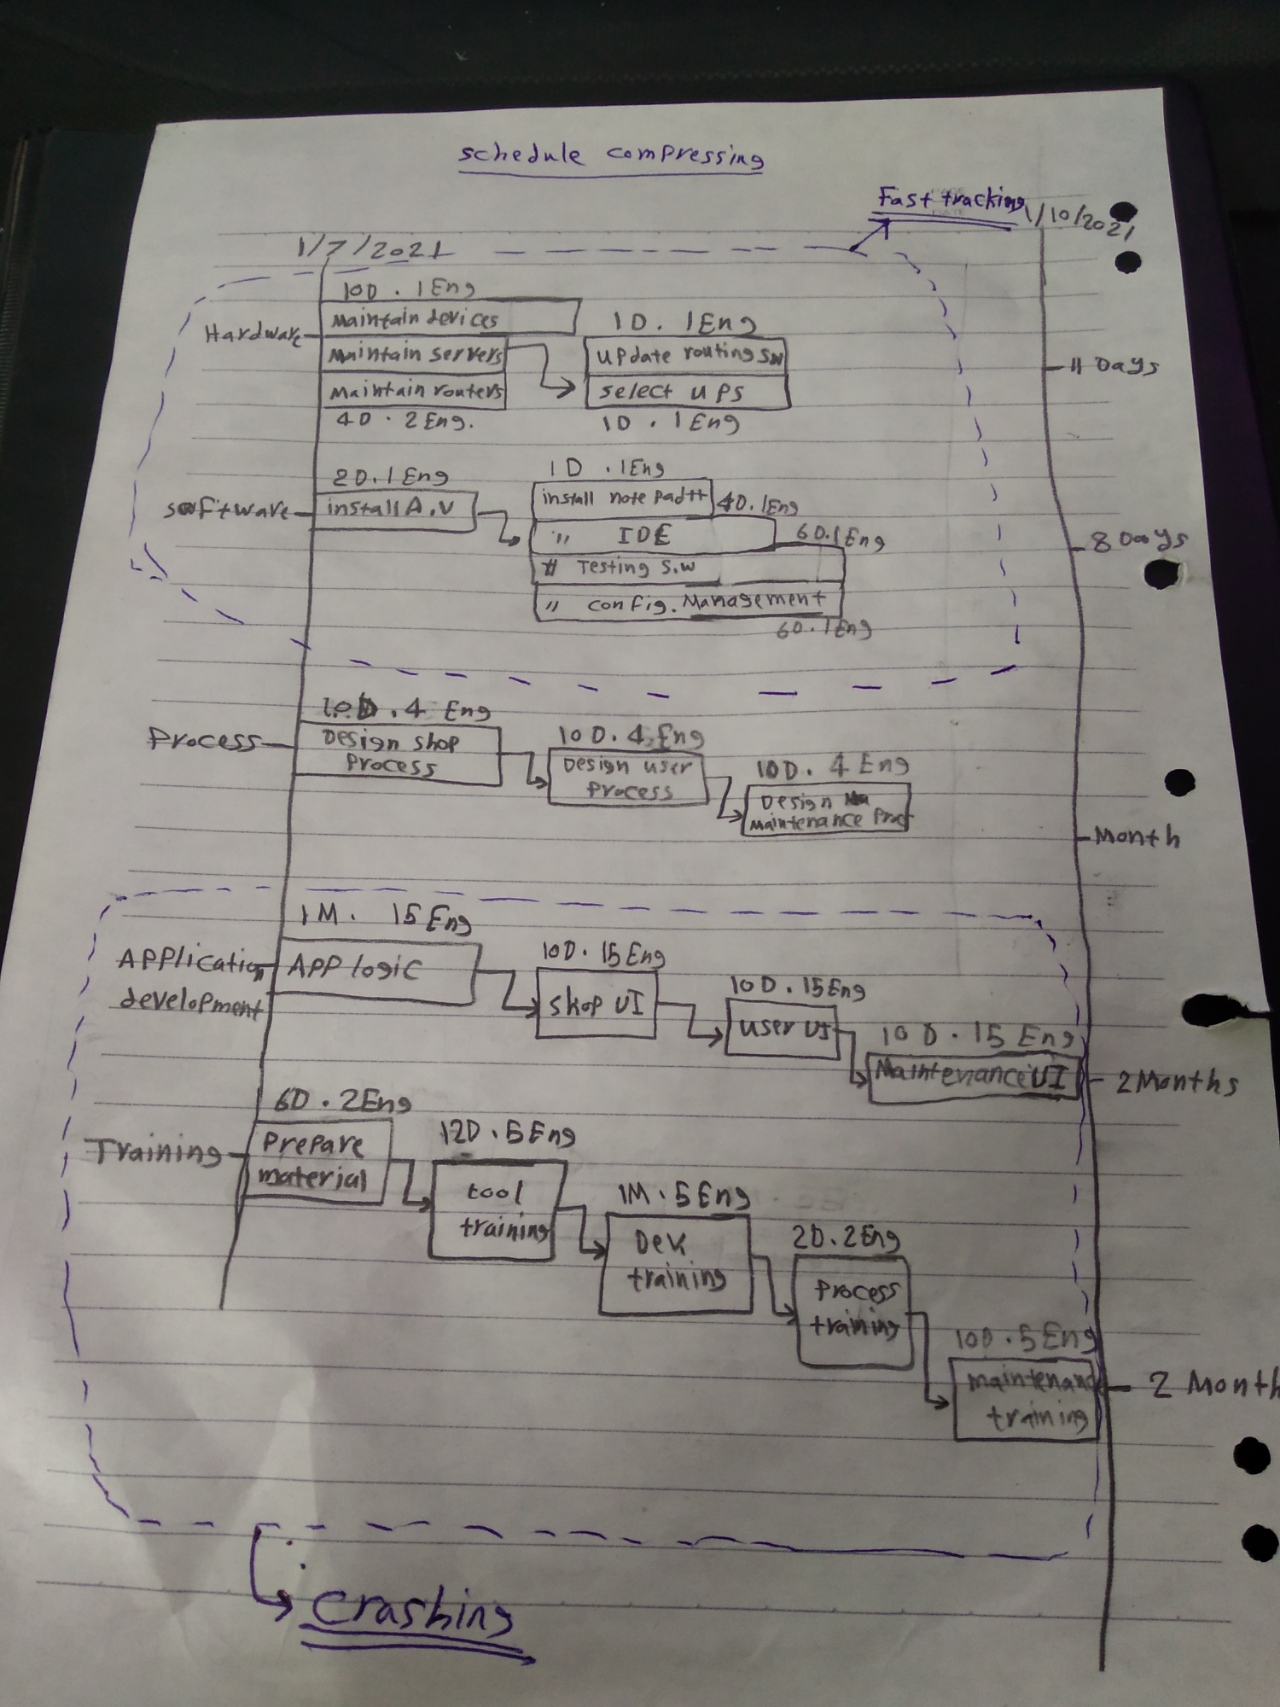 schedule compressing
Fast tracking
1/7/2021
1/10/2021
10D . 1Eng
Hardware
Maintain devices
1D . 1Eng
Maintain servers
update routing sw
11 Days
Maintain routers
select UPS
4D . 2Eng.
1D . 1Eng
2D . 1Eng
1D . 1Eng
software
install A.V
install note pad++
4D . 1Eng
" IDE
6D . 1Eng
8 Days
" Testing S.W
" config. Management
6D . 1Eng
10D . 4 Eng
Process
Design shop
Process
10D . 4 Eng
Design user
Process
10D . 4 Eng
Design
Maintenance Proc
Month
1M . 15 Eng
Application
development
APP logic
10D . 15Eng
shop UI
10D . 15Eng
user UI
10D . 15 Eng
Maintenance UI
2 Months
6D . 2Eng
Training
Prepare
material
12D . 5Eng
tool
training
1M . 5Eng
Dev
training
2D . 2Eng
Process
training
10D . 5Eng
maintenanc
training
2 Month
crashing